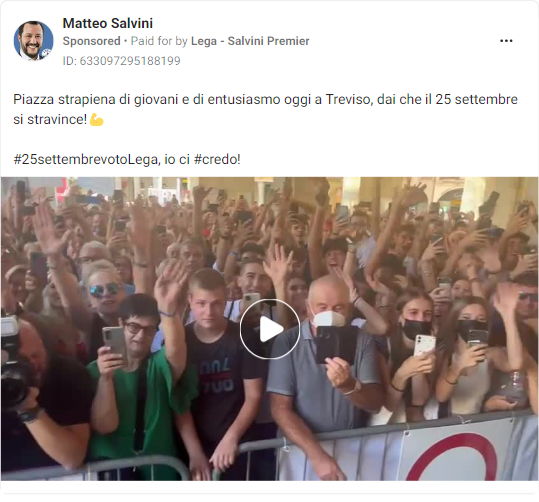 Matteo Salvini
Sponsored • Paid for by Lega - Salvini Premier
ID: 633097295188199
Piazza strapiena di giovani e di entusiasmo oggi a Treviso, dai che il 25 settembre
si stravince!💪
#25settembrevotoLega, io ci #credo!